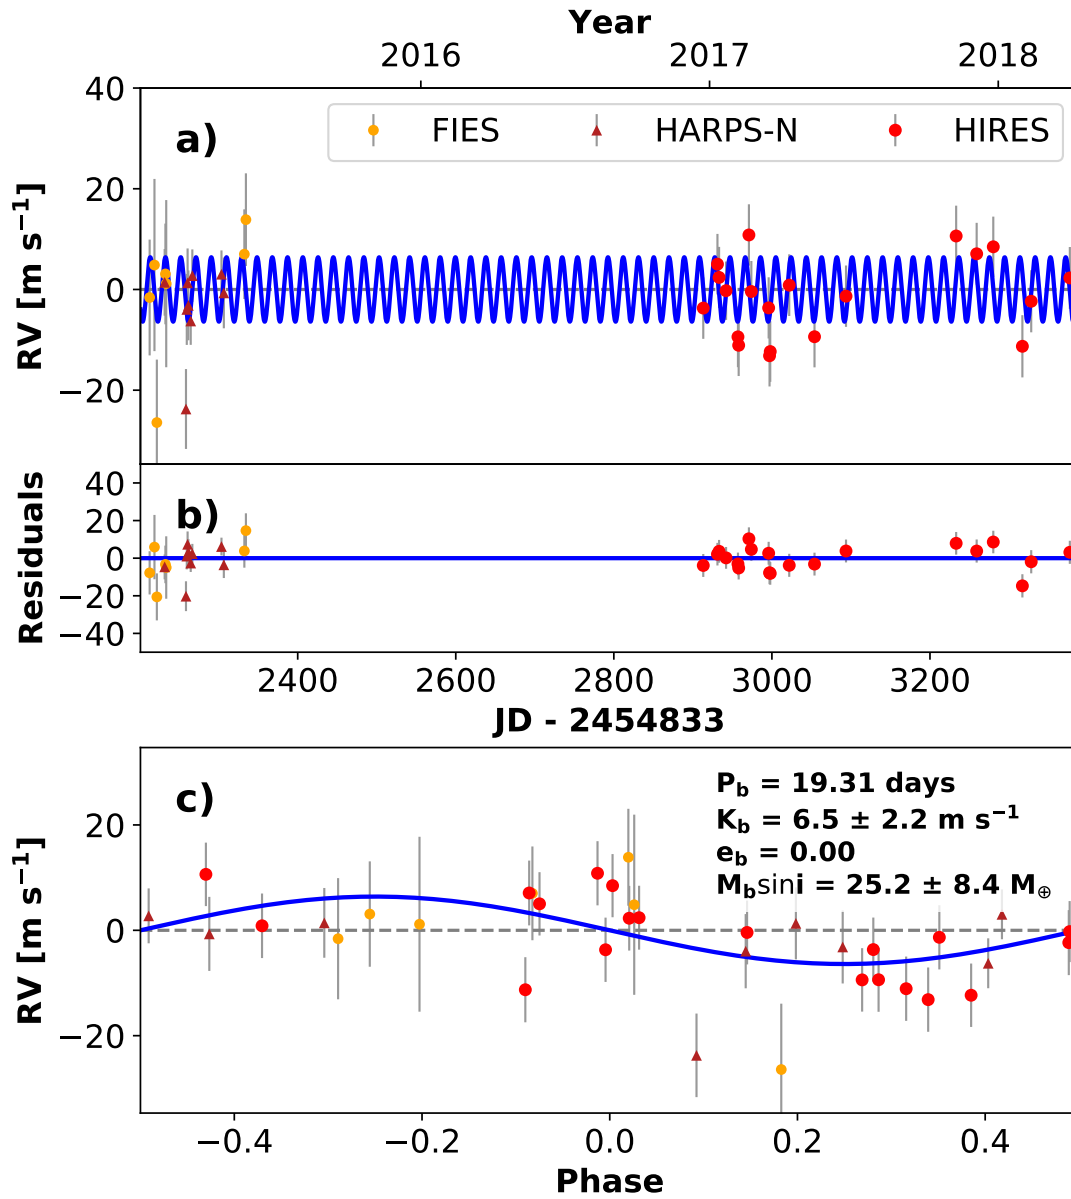 Year
2016 2017 2018
a)
FIES HARPS-N HIRES
40
20
0
−20
RV [m s⁻¹]
b)
40
20
0
−20
−40
Residuals
2400 2600 2800 3000 3200
JD - 2454833
c)
P_b = 19.31 days
K_b = 6.5 ± 2.2 m s⁻¹
e_b = 0.00
M_b sin i = 25.2 ± 8.4 M_⊕
20
0
−20
RV [m s⁻¹]
−0.4 −0.2 0.0 0.2 0.4
Phase